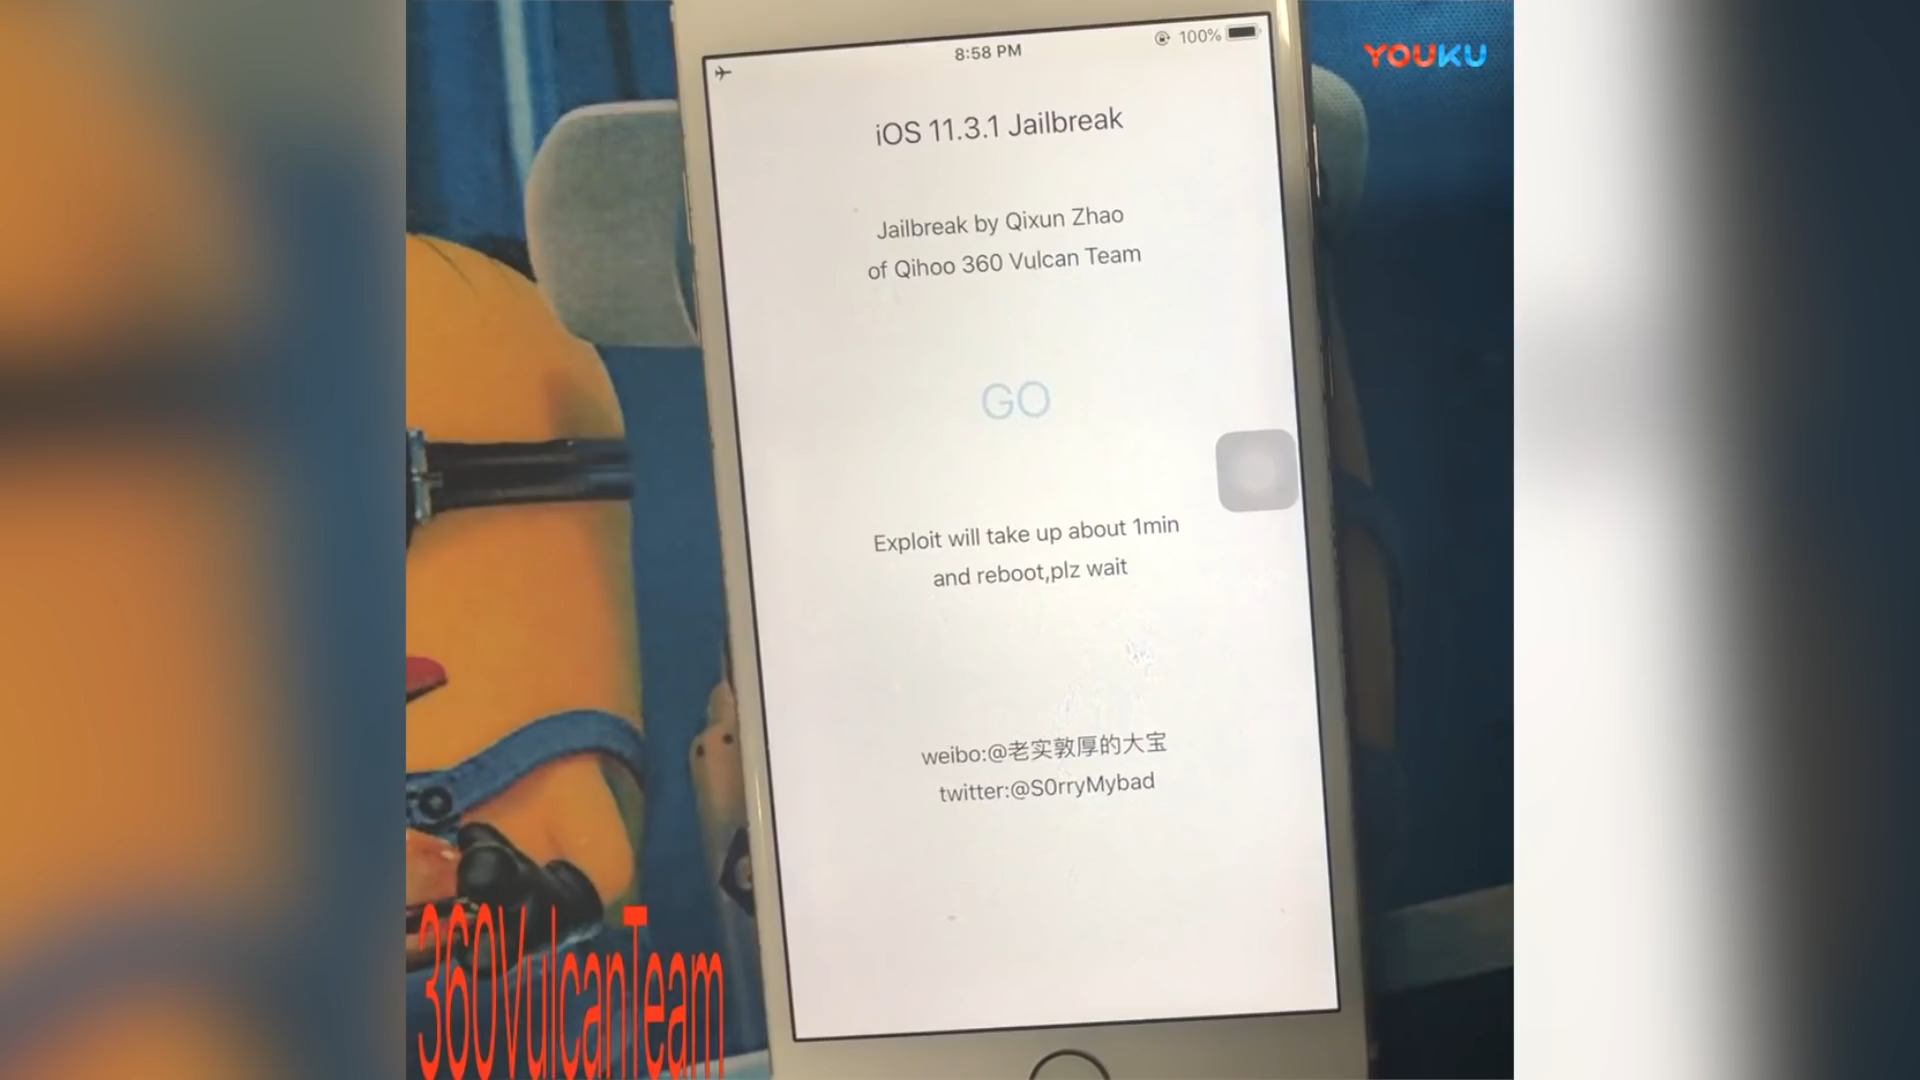 8:58 PM
100%
YOUKU
iOS 11.3.1 Jailbreak
Jailbreak by Qixun Zhao
of Qihoo 360 Vulcan Team
GO
Exploit will take up about 1min
and reboot,plz wait
weibo:@老实敦厚的大宝
twitter:@S0rryMybad
360VulcanTeam